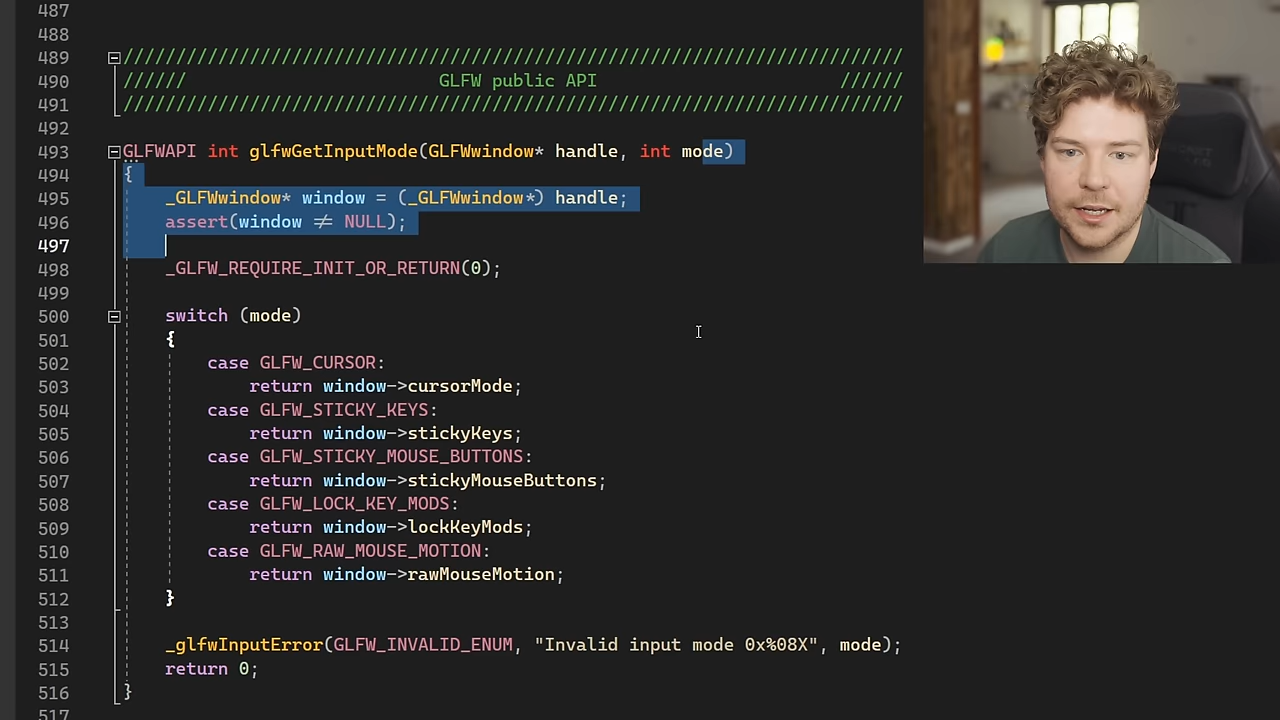 487
488
489 //////////////////////////////////////////////////////////////////////////
490 ////// GLFW public API //////
491 //////////////////////////////////////////////////////////////////////////
492
493 GLFWAPI int glfwGetInputMode(GLFWwindow* handle, int mode)
494 {
495 _GLFWwindow* window = (_GLFWwindow*) handle;
496 assert(window != NULL);
497
498 _GLFW_REQUIRE_INIT_OR_RETURN(0);
499
500 switch (mode)
501 {
502 case GLFW_CURSOR:
503 return window->cursorMode;
504 case GLFW_STICKY_KEYS:
505 return window->stickyKeys;
506 case GLFW_STICKY_MOUSE_BUTTONS:
507 return window->stickyMouseButtons;
508 case GLFW_LOCK_KEY_MODS:
509 return window->lockKeyMods;
510 case GLFW_RAW_MOUSE_MOTION:
511 return window->rawMouseMotion;
512 }
513
514 _glfwInputError(GLFW_INVALID_ENUM, "Invalid input mode 0x%08X", mode);
515 return 0;
516 }
517